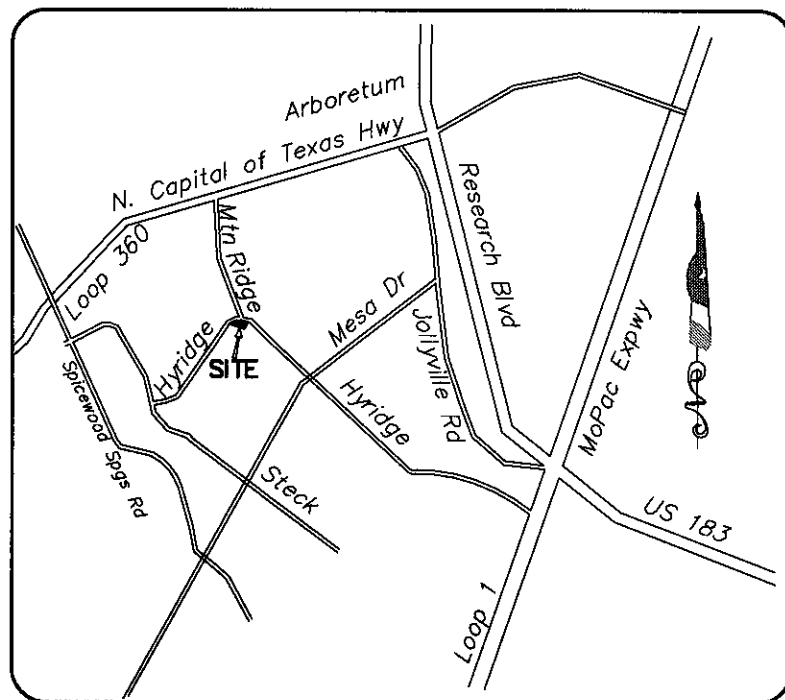 Arboretum
N. Capital of Texas Hwy
Loop 360
Mtn Ridge
Research Blvd
Mesa Dr
Jollyville Rd
MoPac Expwy
Hyridge
SITE
Hyridge
Spicewood Spgs Rd
Steck
US 183
Loop 1
N